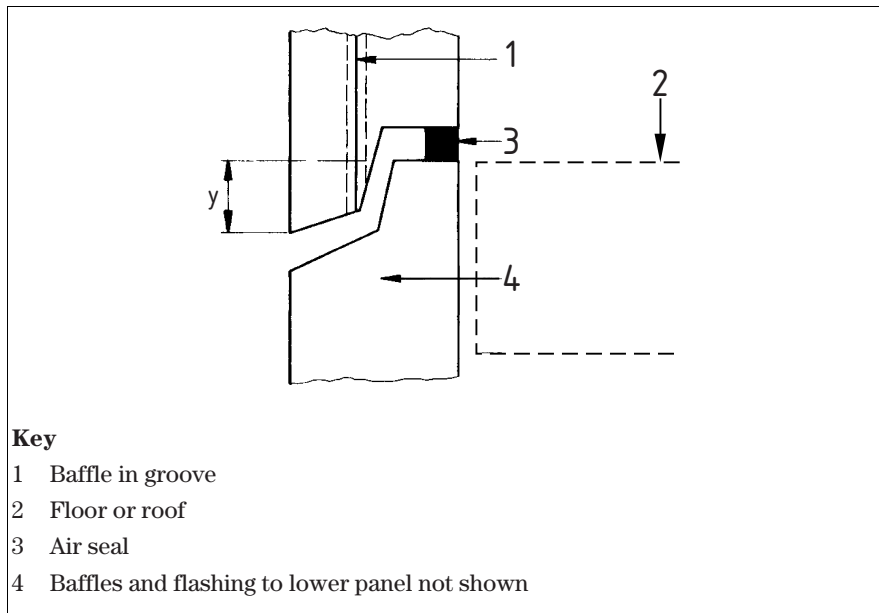 1
2
3
y
4
Key
1 Baffle in groove
2 Floor or roof
3 Air seal
4 Baffles and flashing to lower panel not shown